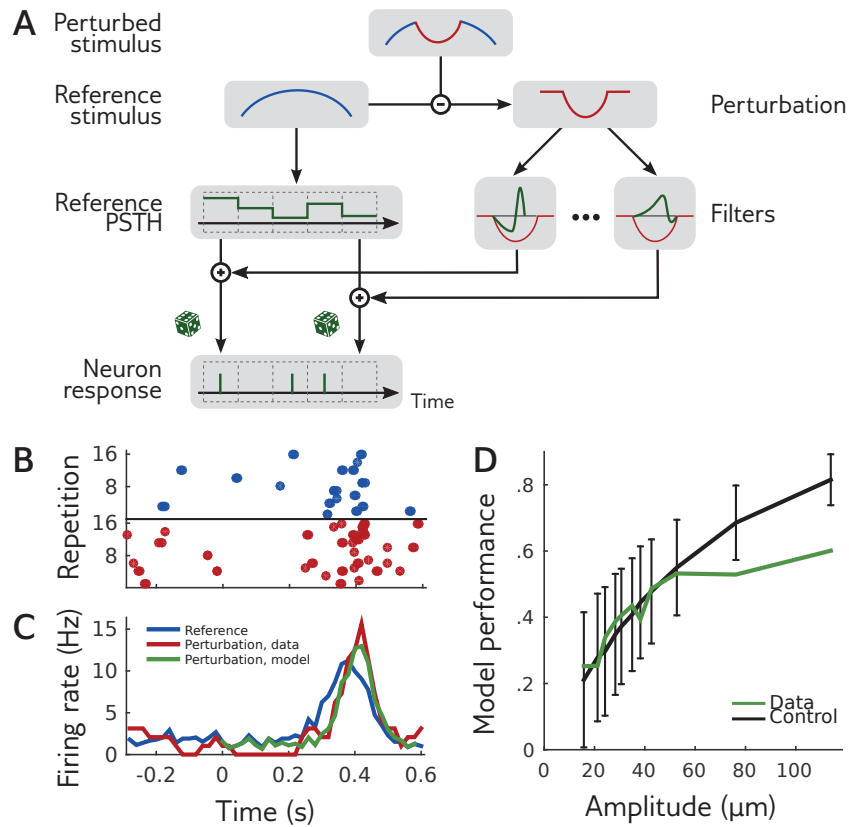 A
Perturbed
stimulus
Reference
stimulus
Perturbation
Reference
PSTH
Filters
Neuron
response
Time
B
Repetition
16
8
16
8
C
Firing rate (Hz)
15
10
5
0
Reference
Perturbation, data
Perturbation, model
-0.2
0
0.2
0.4
0.6
Time (s)
D
Model performance
.8
.6
.4
.2
0
Data
Control
0
20
40
60
80
100
Amplitude (μm)